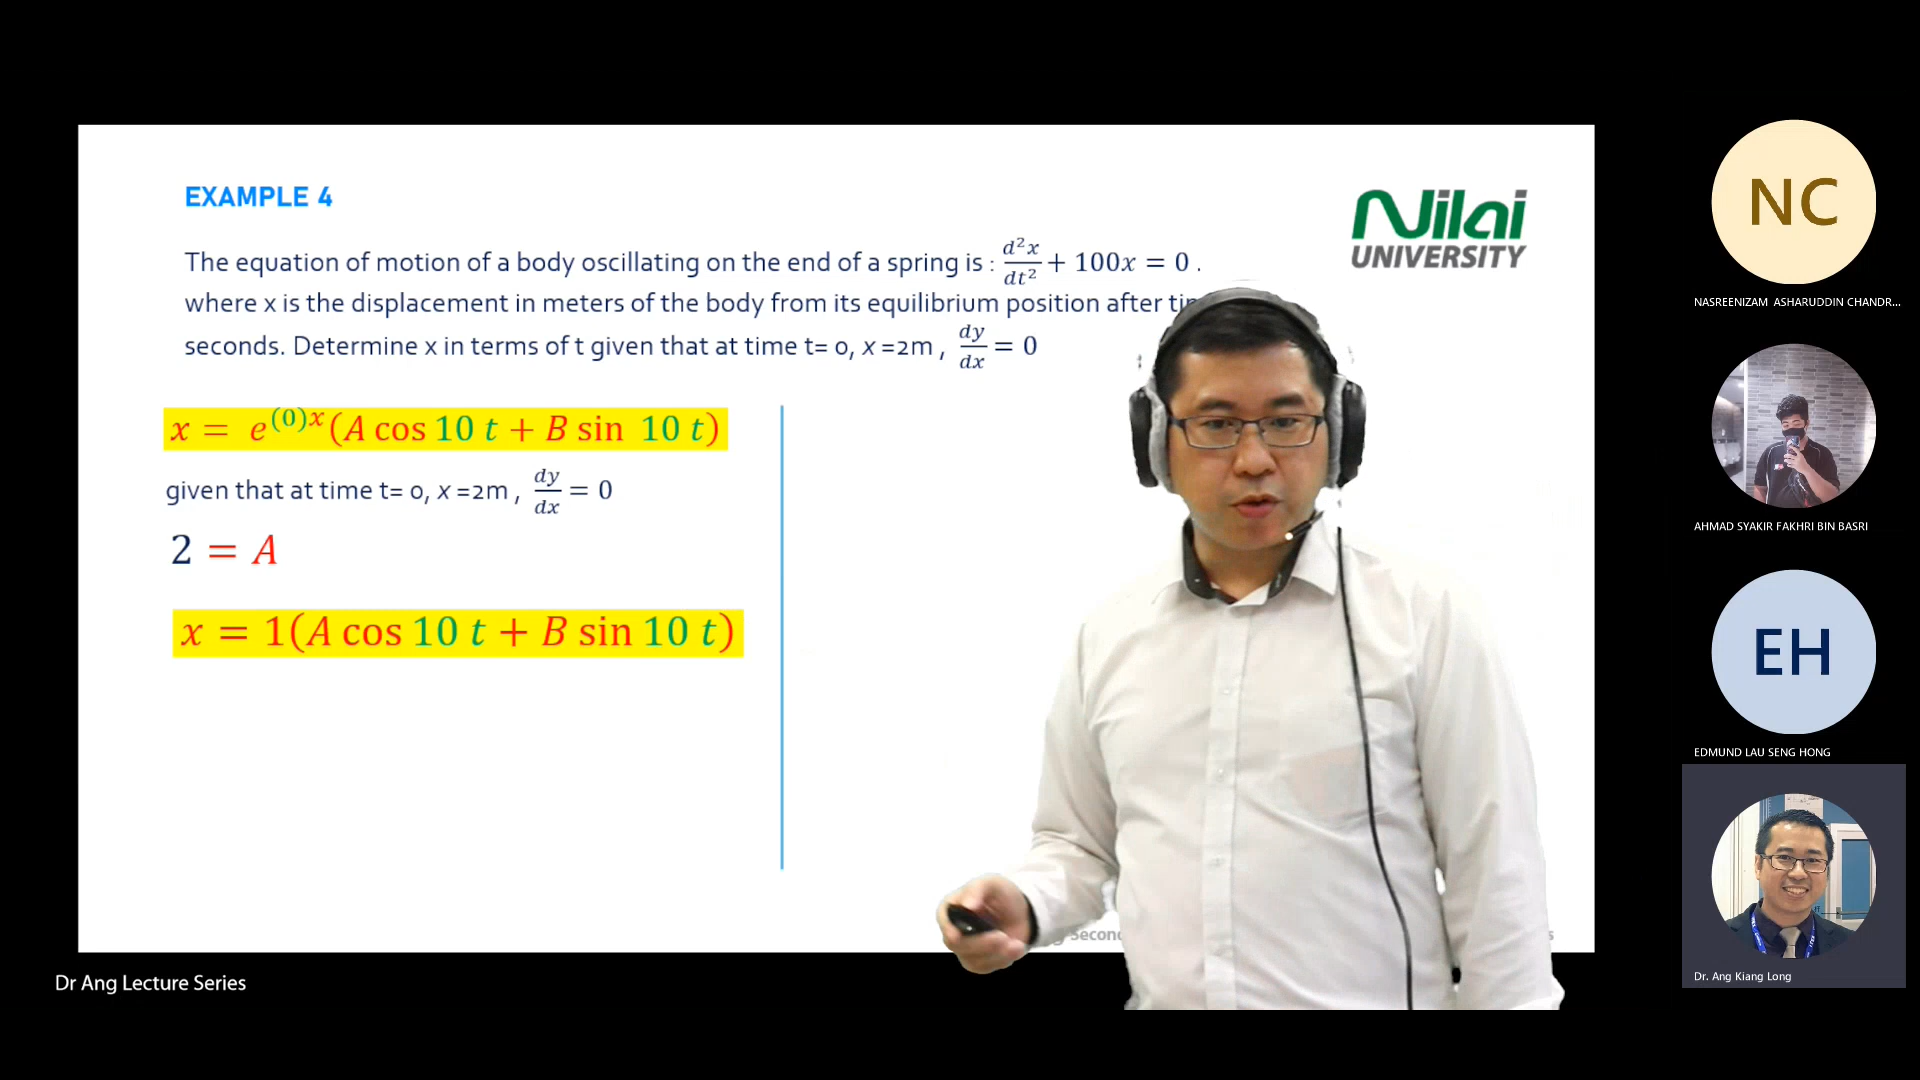 EXAMPLE 4
Nilai
UNIVERSITY
The equation of motion of a body oscillating on the end of a spring is : d²x/dt² + 100x = 0 .
where x is the displacement in meters of the body from its equilibrium position after
seconds. Determine x in terms of t given that at time t= 0, x =2m , dy/dx = 0
x = e^(0)x (A cos 10 t + B sin 10 t)
given that at time t= 0, x =2m , dy/dx = 0
2 = A
x = 1(A cos 10 t + B sin 10 t)
Dr Ang Lecture Series
NC
NASREENIZAM ASHARUDDIN CHANDR...
AHMAD SYAKIR FAKHRI BIN BASRI
EH
EDMUND LAU SENG HONG
Dr. Ang Kiang Long